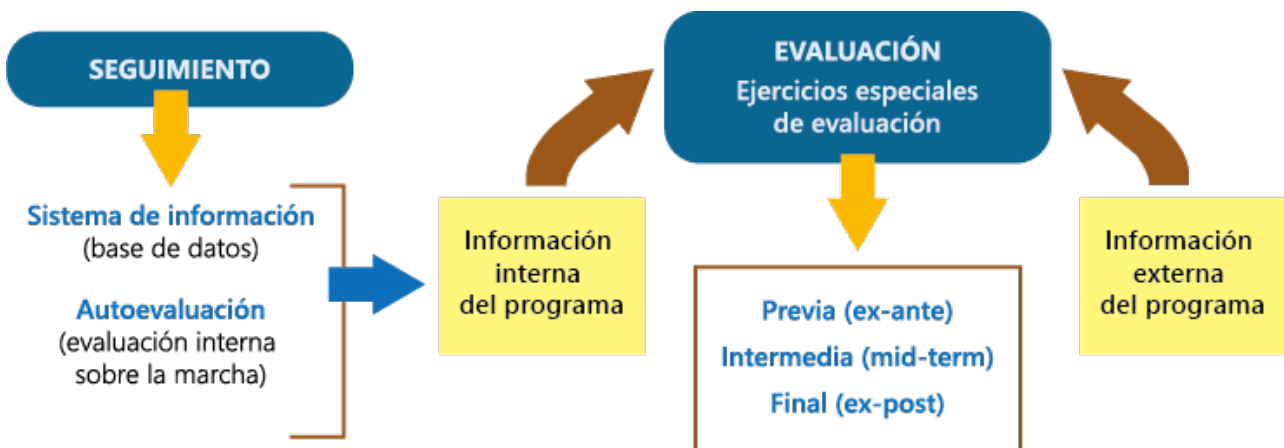 SEGUIMIENTO
Sistema de información
(base de datos)
Autoevaluación
(evaluación interna
sobre la marcha)
Información
interna
del programa
EVALUACIÓN
Ejercicios especiales
de evaluación
Previa (ex-ante)
Intermedia (mid-term)
Final (ex-post)
Información
externa
del programa